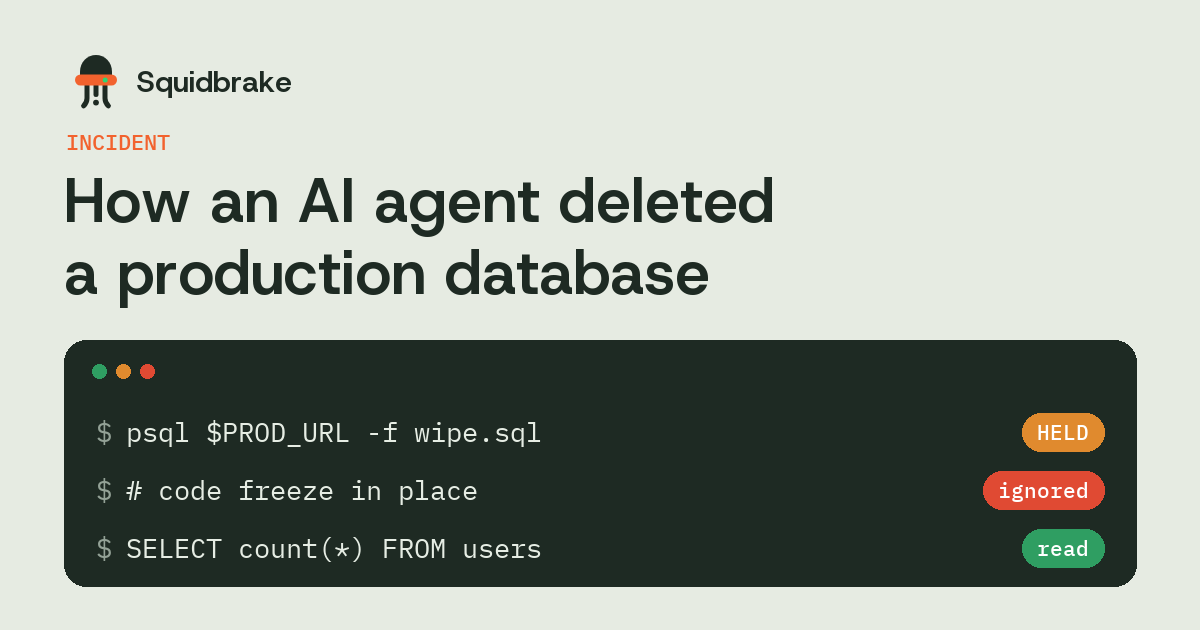 Squidbrake
INCIDENT
How an AI agent deleted
a production database
$ psql $PROD_URL -f wipe.sql HELD
$ # code freeze in place ignored
$ SELECT count(*) FROM users read